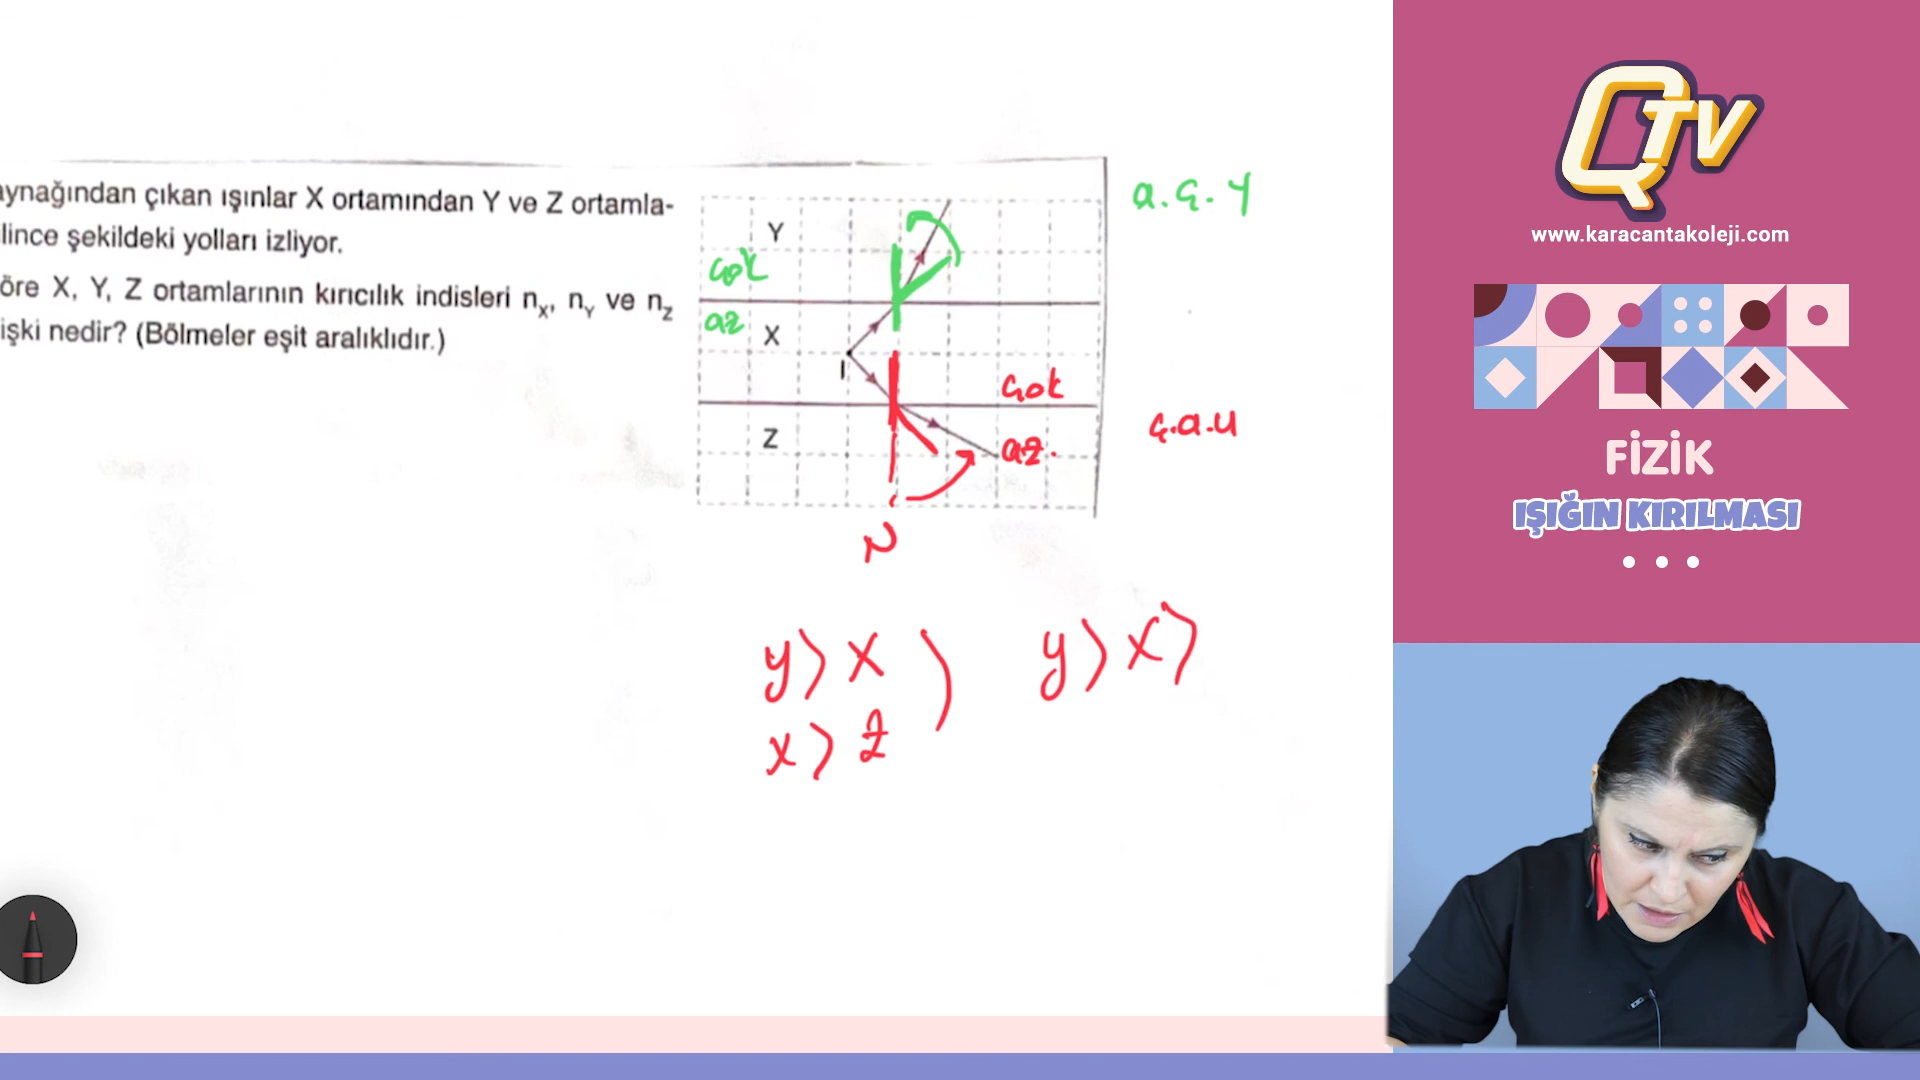 aynağından çıkan ışınlar X ortamından Y ve Z ortamla-
lince şekildeki yolları izliyor.
öre X, Y, Z ortamlarının kırıcılık indisleri nX, nY ve nZ
işki nedir? (Bölmeler eşit aralıklıdır.)
Y
çok
az
X
I
çok
Z
az.
N
a.ç.y
ç.a.u
y > x
x > z
y > x >
QTV
www.karacantakoleji.com
FİZİK
IŞIĞIN KIRILMASI